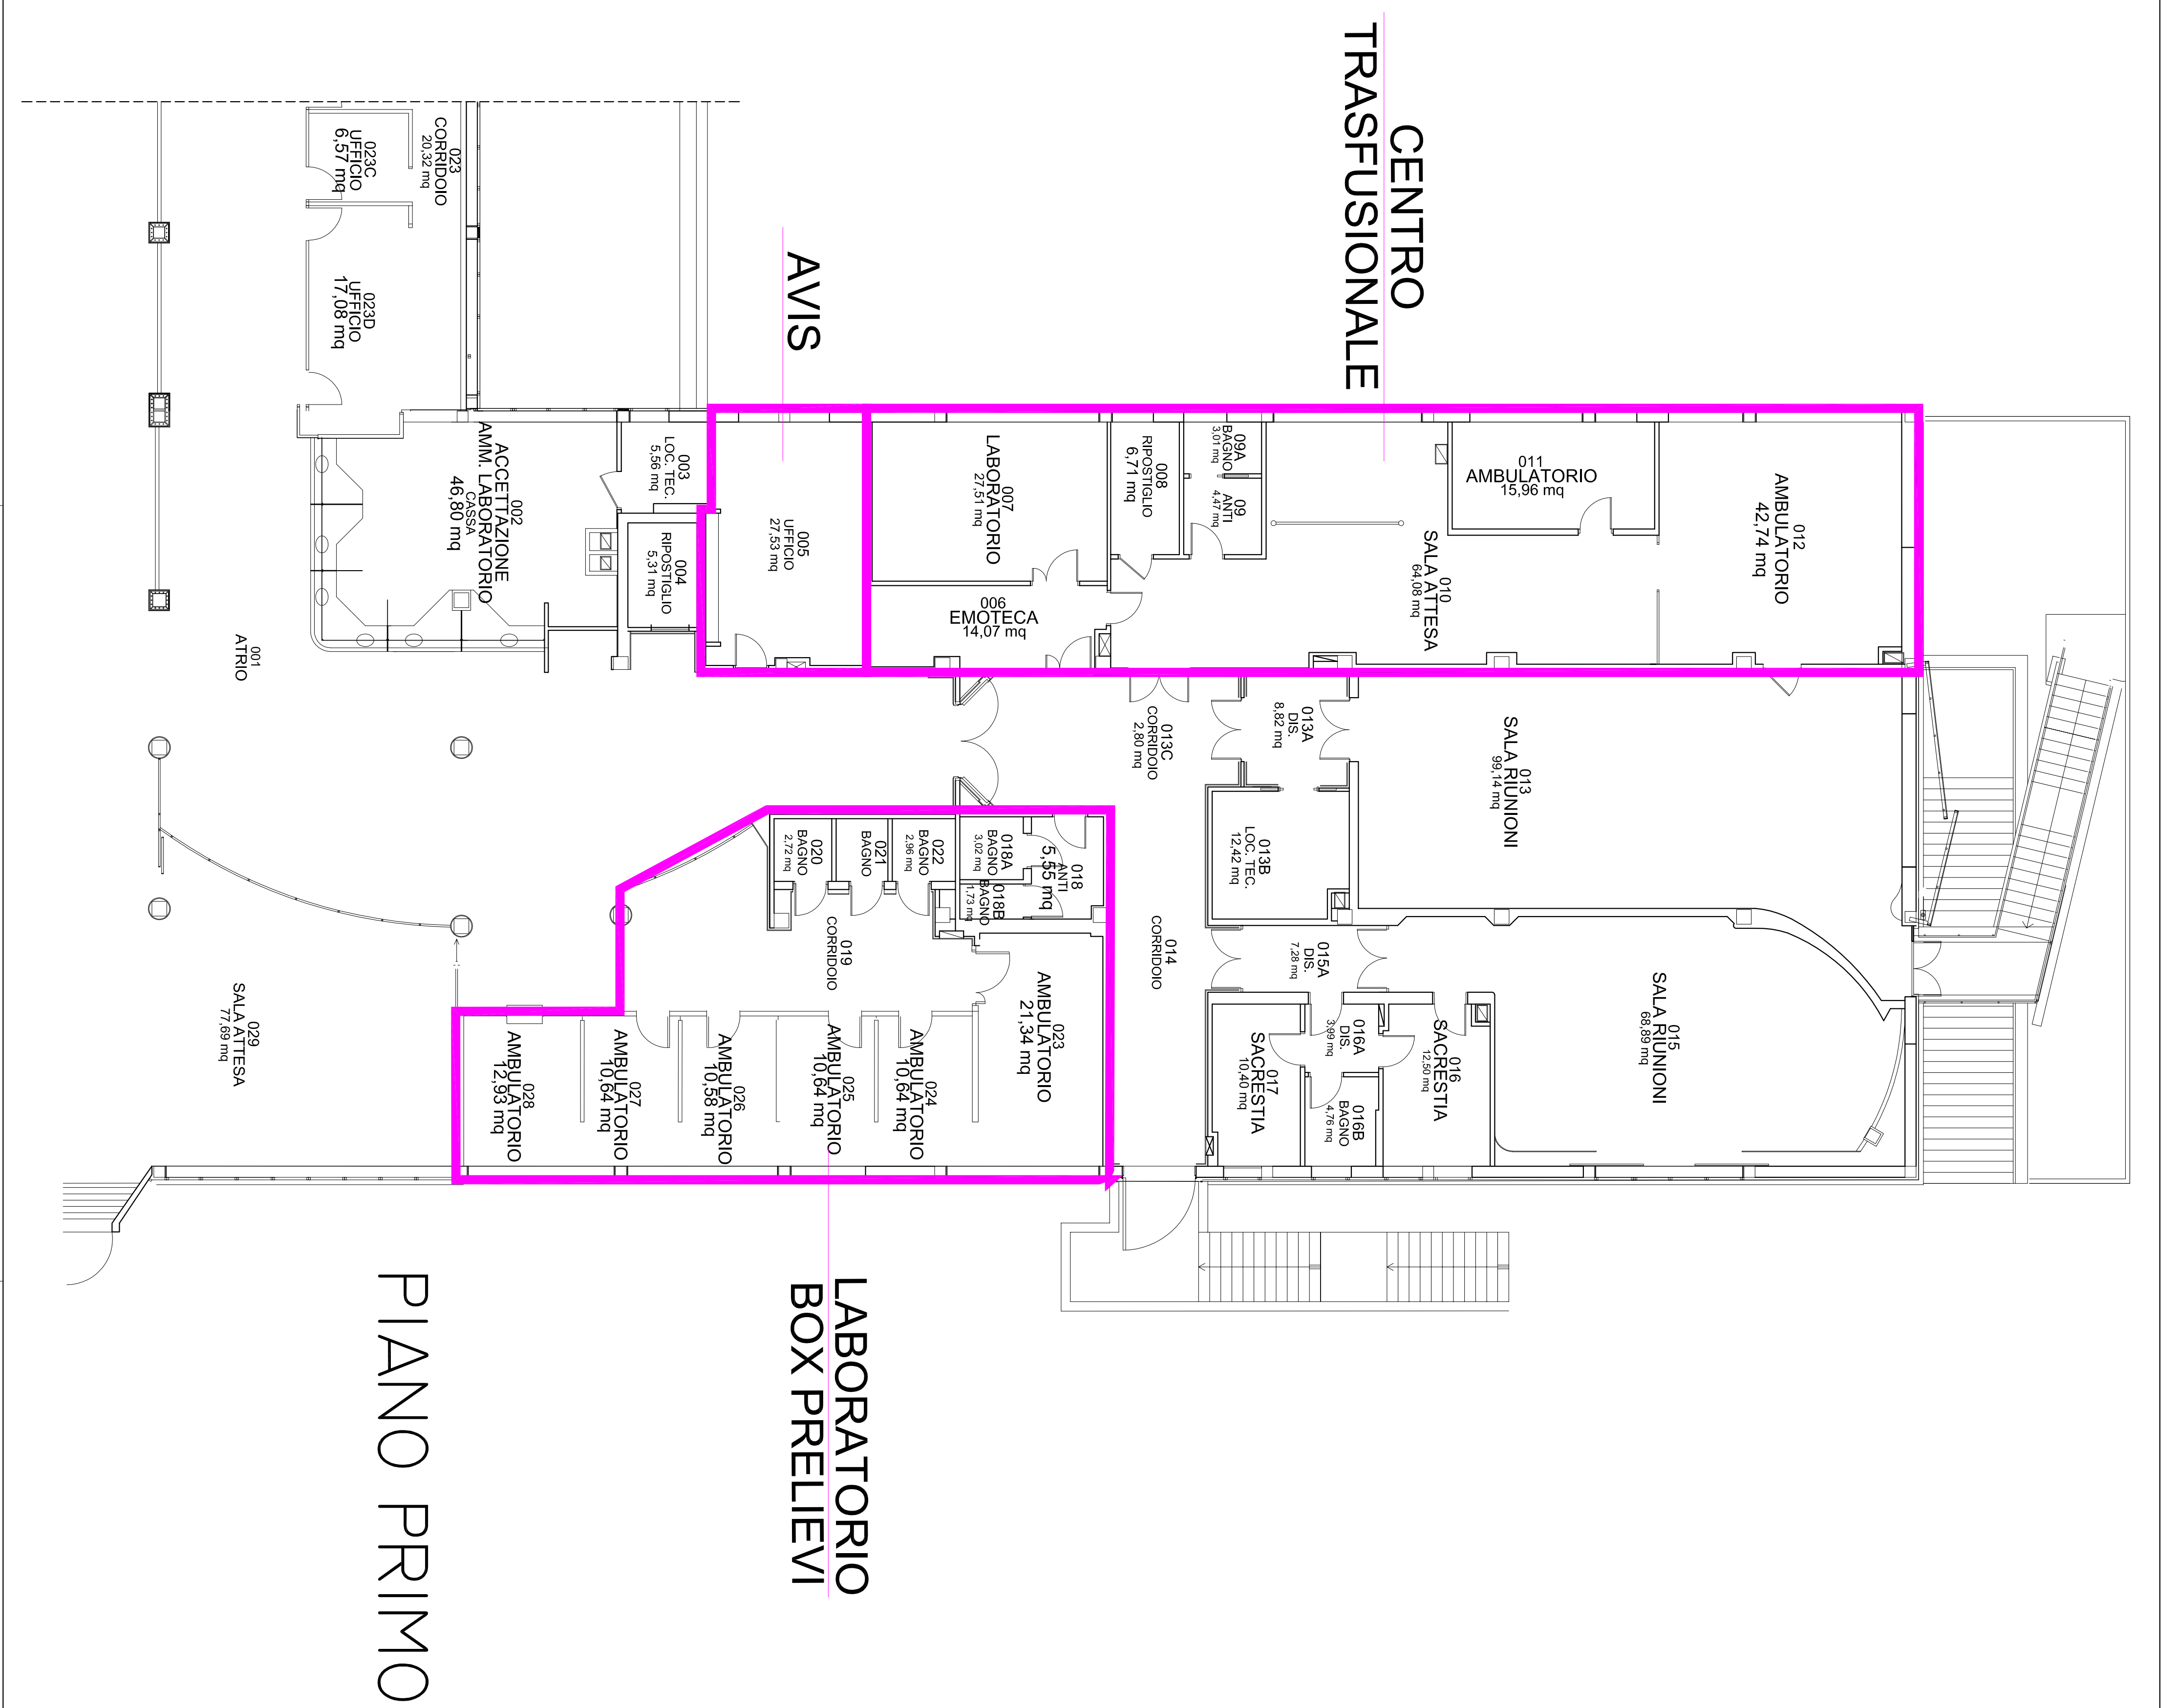 CENTRO
TRASFUSIONALE
AVIS
023
CORRIDOIO
20,32 mq
023C
UFFICIO
6,57 mq
023D
UFFICIO
17,08 mq
002
ACCETTAZIONE
AMM. LABORATORIO
CASSA
46,80 mq
003
LOC. TEC.
5,56 mq
004
RIPOSTIGLIO
5,31 mq
005
UFFICIO
27,53 mq
007
LABORATORIO
27,51 mq
006
EMOTECA
14,07 mq
008
RIPOSTIGLIO
6,71 mq
09A
BAGNO
3,01 mq
09
ANTI
4,47 mq
011
AMBULATORIO
15,96 mq
010
SALA ATTESA
64,08 mq
012
AMBULATORIO
42,74 mq
001
ATRIO
013C
CORRIDOIO
2,80 mq
013A
DIS.
8,82 mq
013
SALA RIUNIONI
99,14 mq
013B
LOC. TEC.
12,42 mq
020
BAGNO
2,72 mq
021
BAGNO
022
BAGNO
2,96 mq
018A
BAGNO
3,02 mq
018
ANTI
5,55 mq
018B
BAGNO
1,73 mq
019
CORRIDOIO
014
CORRIDOIO
015A
DIS.
7,28 mq
015
SALA RIUNIONI
68,89 mq
029
SALA ATTESA
77,69 mq
028
AMBULATORIO
12,93 mq
027
AMBULATORIO
10,64 mq
026
AMBULATORIO
10,58 mq
025
AMBULATORIO
10,64 mq
024
AMBULATORIO
10,64 mq
023
AMBULATORIO
21,34 mq
017
SACRESTIA
10,40 mq
016A
DIS.
3,99 mq
016B
BAGNO
4,76 mq
016
SACRESTIA
12,50 mq
LABORATORIO
BOX PRELIEVI
PIANO PRIMO